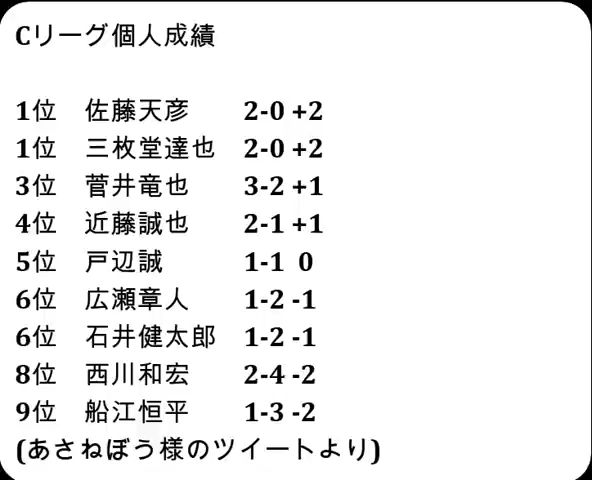 Cリーグ個人成績
1位 佐藤天彦 2-0 +2
1位 三枚堂達也 2-0 +2
3位 菅井竜也 3-2 +1
4位 近藤誠也 2-1 +1
5位 戸辺誠 1-1 0
6位 広瀬章人 1-2 -1
6位 石井健太郎 1-2 -1
8位 西川和宏 2-4 -2
9位 船江恒平 1-3 -2
(あさねぼう様のツイートより)